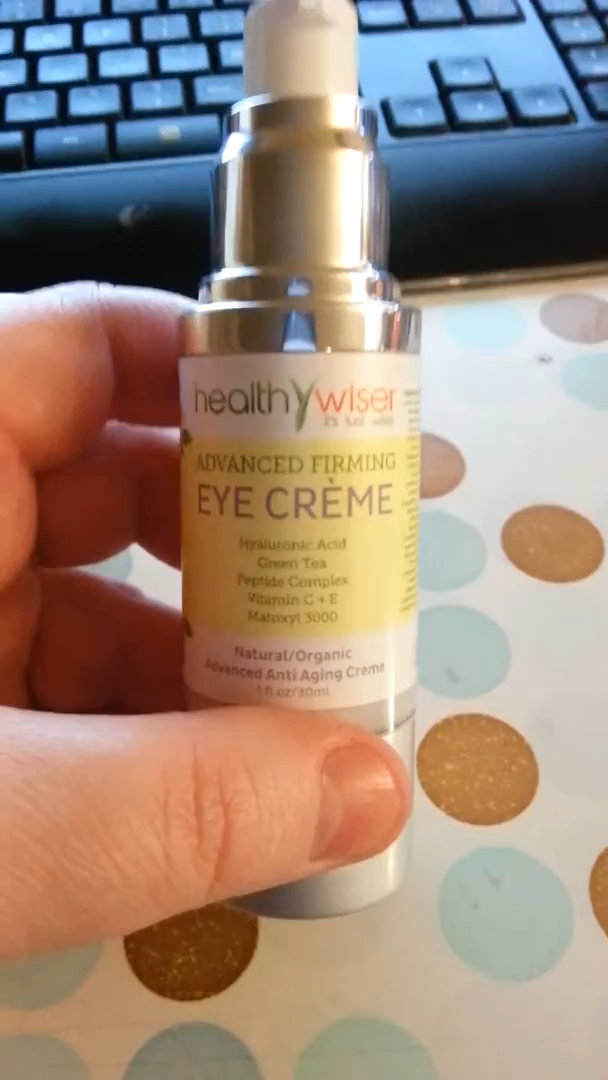 healthywiser
it's just wise
ADVANCED FIRMING
EYE CRÈME
Hyaluronic Acid
Green Tea
Peptide Complex
Vitamin C + E
Matrixyl 3000
Natural/Organic
Advanced Anti Aging Creme
1 fl.oz/30ml